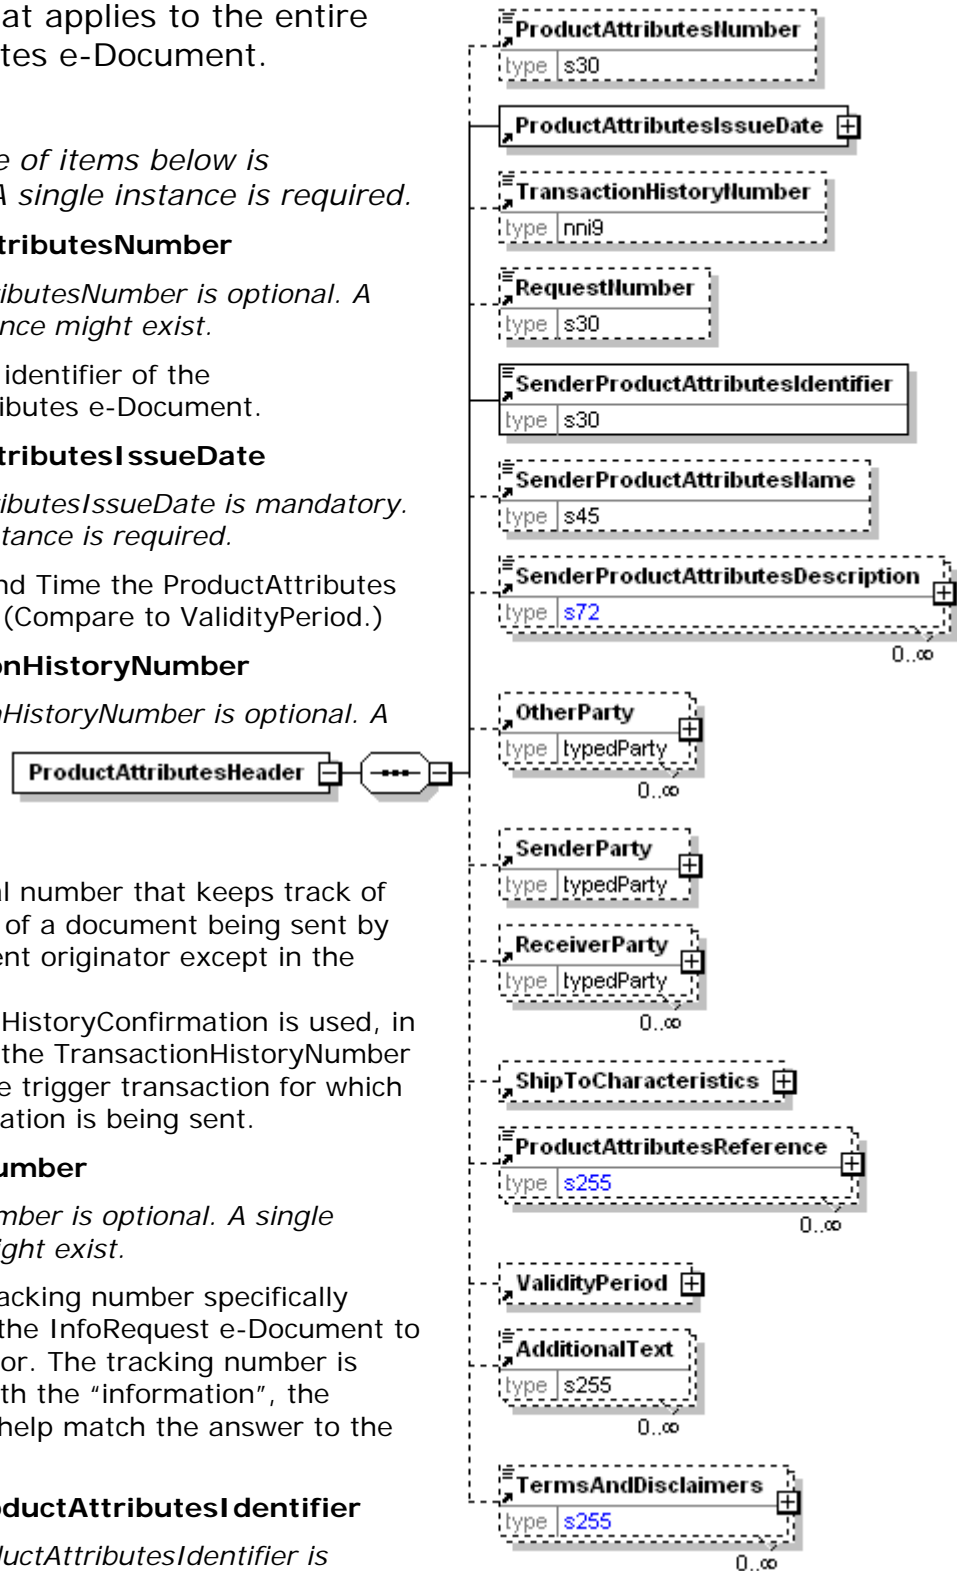 at applies to the entire
tes e-Document.
e of items below is
A single instance is required.
tributesNumber
ributesNumber is optional. A
nce might exist.
identifier of the
ributes e-Document.
tributesIssueDate
ributesIssueDate is mandatory.
tance is required.
nd Time the ProductAttributes
(Compare to ValidityPeriod.)
onHistoryNumber
nHistoryNumber is optional. A
al number that keeps track of
of a document being sent by
ent originator except in the
HistoryConfirmation is used, in
the TransactionHistoryNumber
e trigger transaction for which
ation is being sent.
umber
mber is optional. A single
ight exist.
acking number specifically
the InfoRequest e-Document to
or. The tracking number is
th the “information”, the
help match the answer to the
oductAttributesIdentifier
ductAttributesIdentifier is
ProductAttributesHeader
ProductAttributesNumber
type s30
ProductAttributesIssueDate
TransactionHistoryNumber
type nni9
RequestNumber
type s30
SenderProductAttributesIdentifier
type s30
SenderProductAttributesName
type s45
SenderProductAttributesDescription
type s72
0..∞
OtherParty
type typedParty
0..∞
SenderParty
type typedParty
ReceiverParty
type typedParty
0..∞
ShipToCharacteristics
ProductAttributesReference
type s255
0..∞
ValidityPeriod
AdditionalText
type s255
0..∞
TermsAndDisclaimers
type s255
0..∞